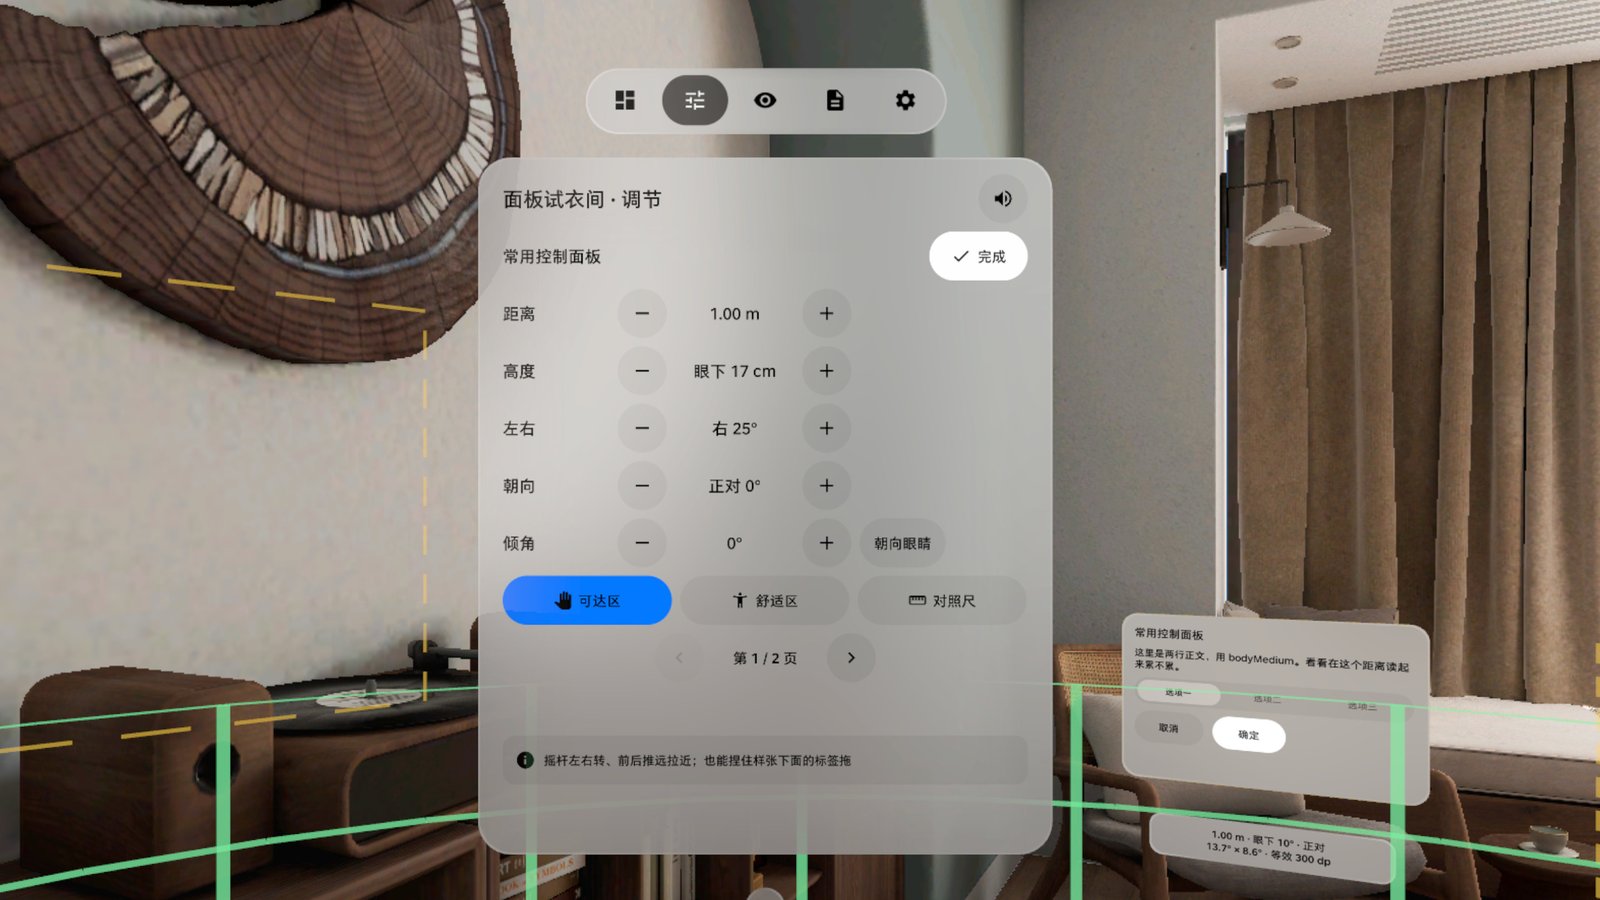 面板试衣间 · 调节
常用控制面板
完成
距离
1.00 m
高度
眼下 17 cm
左右
右 25°
朝向
正对 0°
倾角
0°
朝向眼睛
可达区
舒适区
对照尺
第 1 / 2 页
摇杆左右转、前后推远拉近；也能捏住样张下面的标签拖
常用控制面板
这里是两行正文，用 bodyMedium。看看在这个距离读起
来累不累。
选项一
选项二
选项三
取消
确定
1.00 m · 眼下 10° · 正对
13.7° × 8.6° · 等效 300 dp